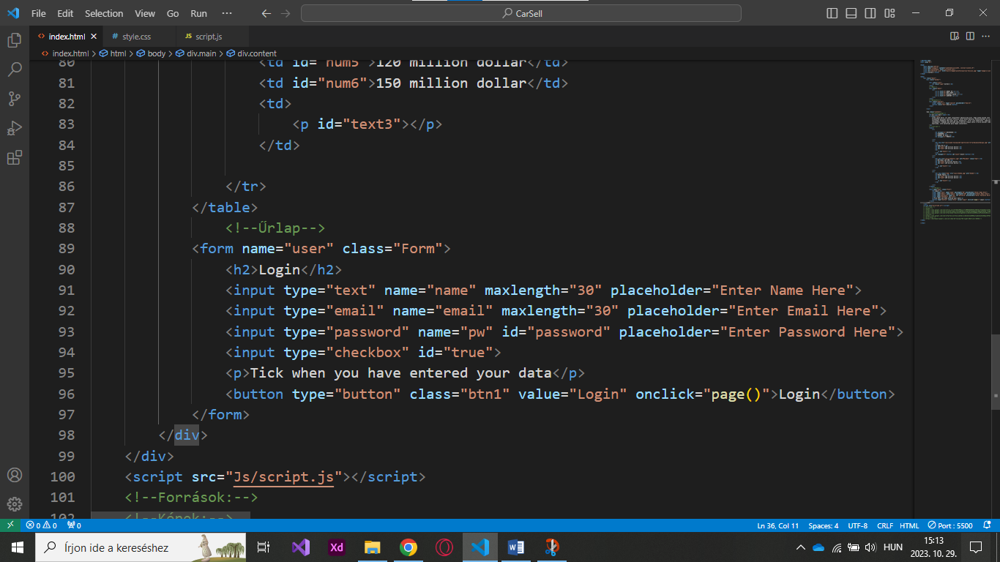 File Edit Selection View Go Run ··· CarSell
index.html style.css JS script.js
index.html > html > body > div.main > div.content
80 <td id="num5">120 million dollar</td>
81 <td id="num6">150 million dollar</td>
82 <td>
83 <p id="text3"></p>
84 </td>
85
86 </tr>
87 </table>
88 <!--Űrlap-->
89 <form name="user" class="Form">
90 <h2>Login</h2>
91 <input type="text" name="name" maxlength="30" placeholder="Enter Name Here">
92 <input type="email" name="email" maxlength="30" placeholder="Enter Email Here">
93 <input type="password" name="pw" id="password" placeholder="Enter Password Here">
94 <input type="checkbox" id="true">
95 <p>Tick when you have entered your data</p>
96 <button type="button" class="btn1" value="Login" onclick="page()">Login</button>
97 </form>
98 </div>
99 </div>
100 <script src="Js/script.js"></script>
101 <!--Források:-->
102 <!--Képek:-->
0 0 0 Ln 36, Col 11 Spaces: 4 UTF-8 CRLF HTML Port : 5500
Írjon ide a kereséshez Xd HUN 15:13
2023. 10. 29.